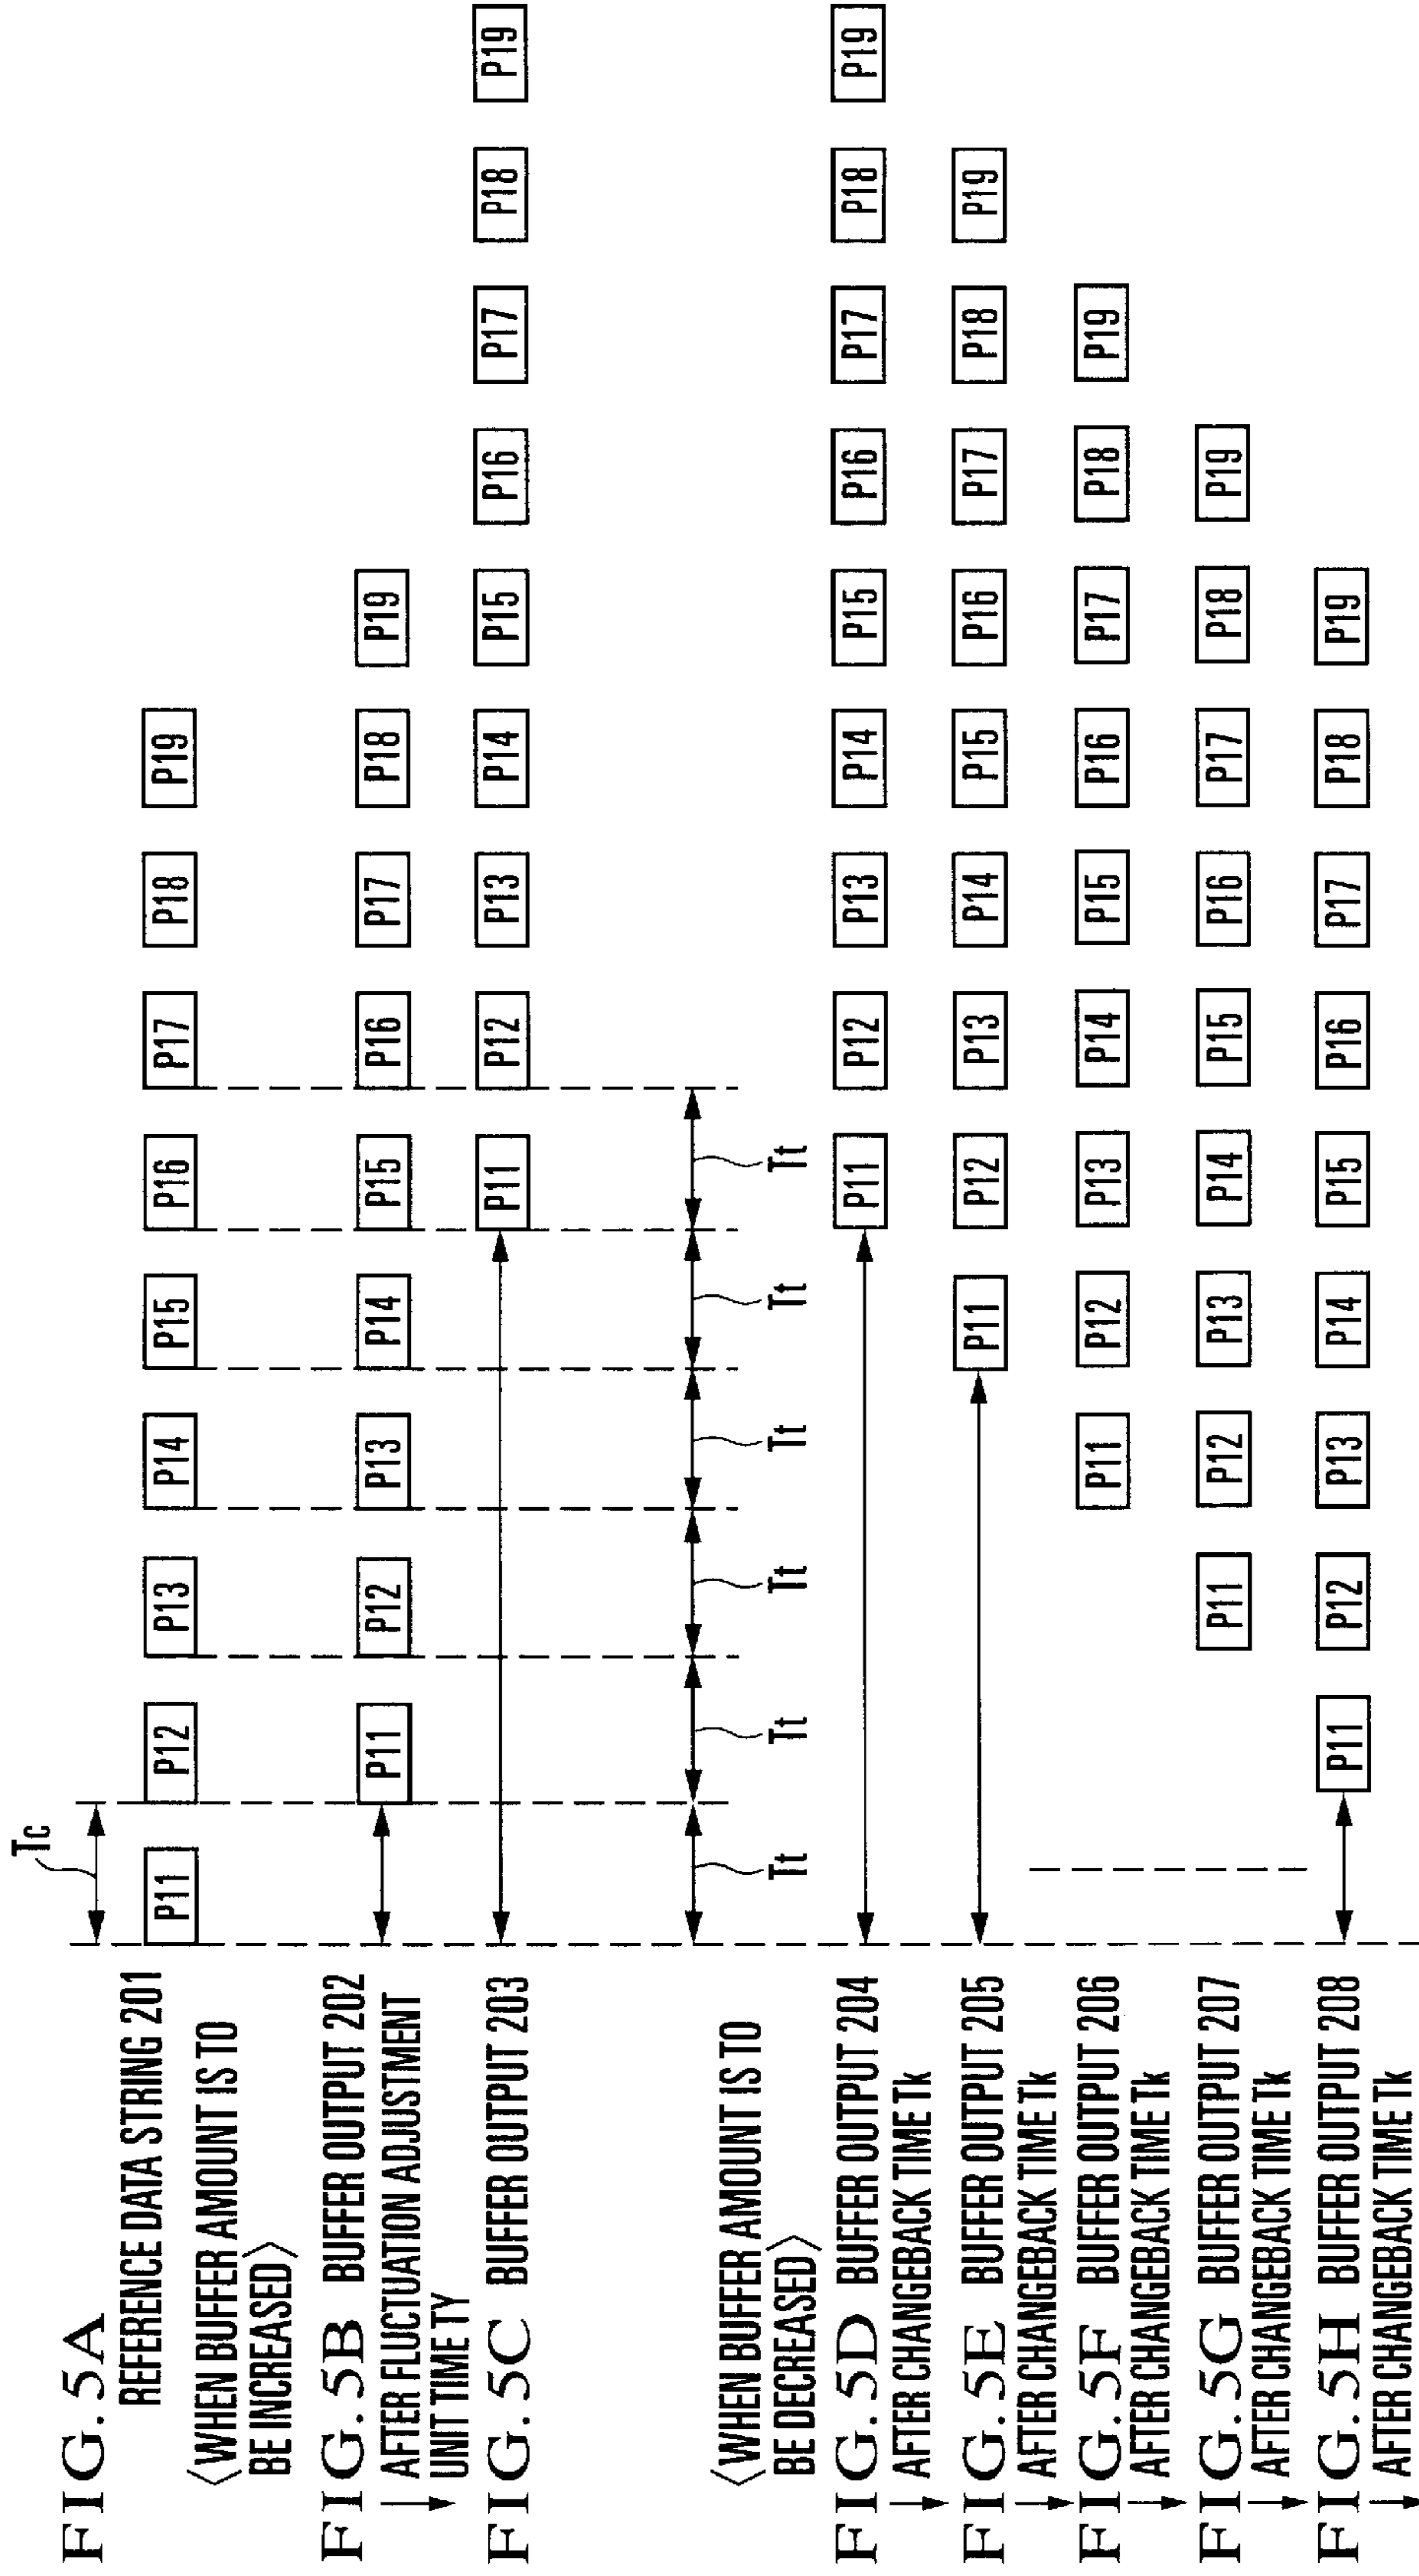 FIG. 5A
REFERENCE DATA STRING 201
Tc
P11 P12 P13 P14 P15 P16 P17 P18 P19
〈WHEN BUFFER AMOUNT IS TO
BE INCREASED〉
FIG. 5B BUFFER OUTPUT 202
P11 P12 P13 P14 P15 P16 P17 P18 P19
AFTER FLUCTUATION ADJUSTMENT
UNIT TIME TY
FIG. 5C BUFFER OUTPUT 203
P11 P12 P13 P14 P15 P16 P17 P18 P19
Tt Tt Tt Tt Tt Tt
〈WHEN BUFFER AMOUNT IS TO
BE DECREASED〉
FIG. 5D BUFFER OUTPUT 204
P11 P12 P13 P14 P15 P16 P17 P18 P19
AFTER CHANGEBACK TIME Tk
FIG. 5E BUFFER OUTPUT 205
P11 P12 P13 P14 P15 P16 P17 P18 P19
AFTER CHANGEBACK TIME Tk
FIG. 5F BUFFER OUTPUT 206
P11 P12 P13 P14 P15 P16 P17 P18 P19
AFTER CHANGEBACK TIME Tk
FIG. 5G BUFFER OUTPUT 207
P11 P12 P13 P14 P15 P16 P17 P18 P19
AFTER CHANGEBACK TIME Tk
FIG. 5H BUFFER OUTPUT 208
P11 P12 P13 P14 P15 P16 P17 P18 P19
AFTER CHANGEBACK TIME Tk